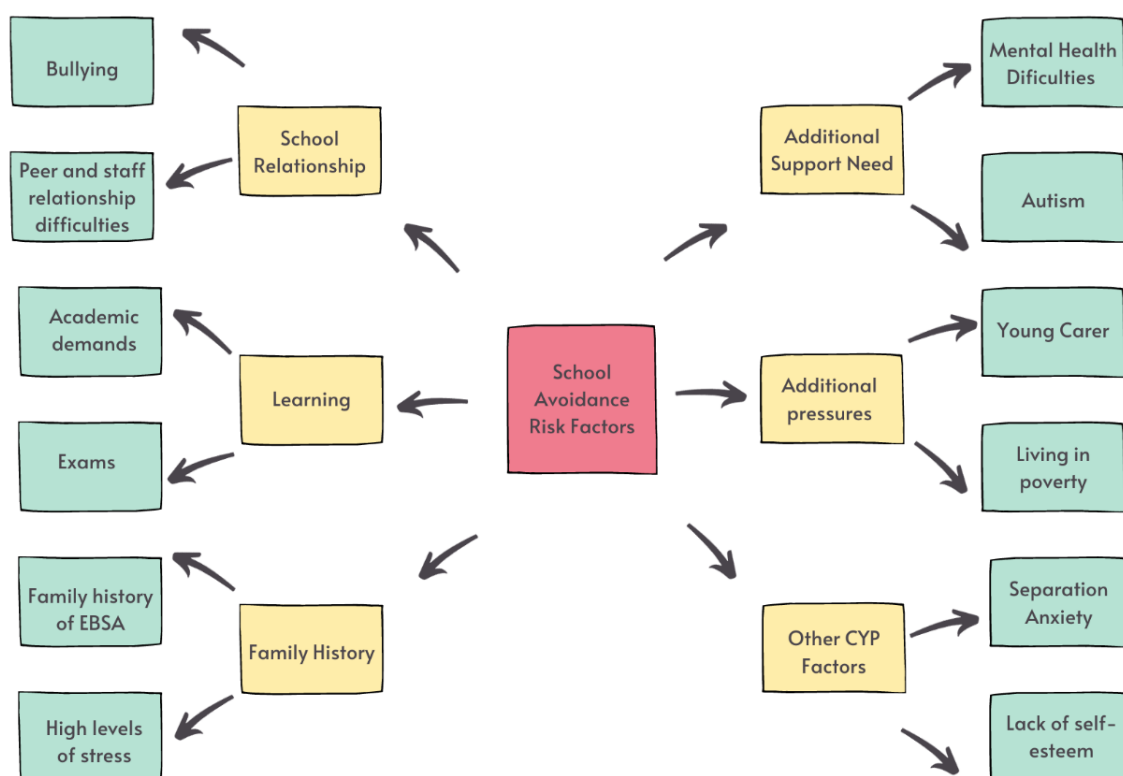 Bullying
School
Relationship
Peer and staff
relationship
difficulties
Academic
demands
Learning
Exams
Family history
of EBSA
Family History
High levels
of stress
School
Avoidance
Risk Factors
Mental Health
Dificulties
Additional
Support Need
Autism
Young Carer
Additional
pressures
Living in
poverty
Separation
Anxiety
Other CYP
Factors
Lack of self-
esteem